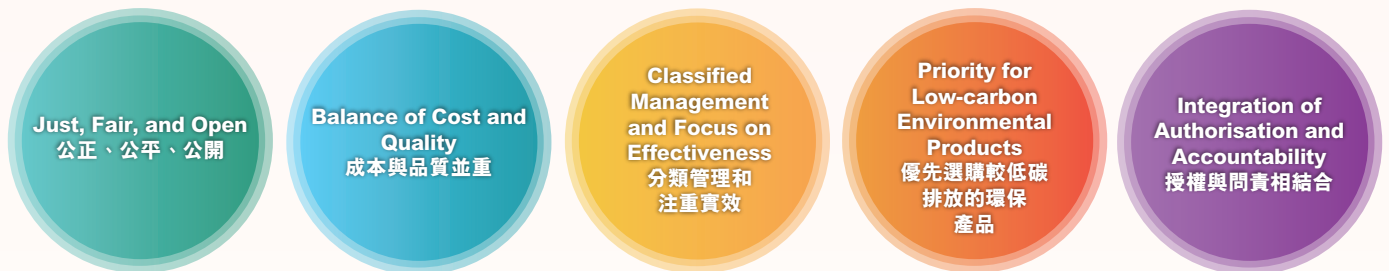 Just, Fair, and Open
公正、公平、公開
Balance of Cost and
Quality
成本與品質並重
Classified
Management
and Focus on
Effectiveness
分類管理和
注重實效
Priority for
Low-carbon
Environmental
Products
優先選購較低碳
排放的環保
產品
Integration of
Authorisation and
Accountability
授權與問責相結合